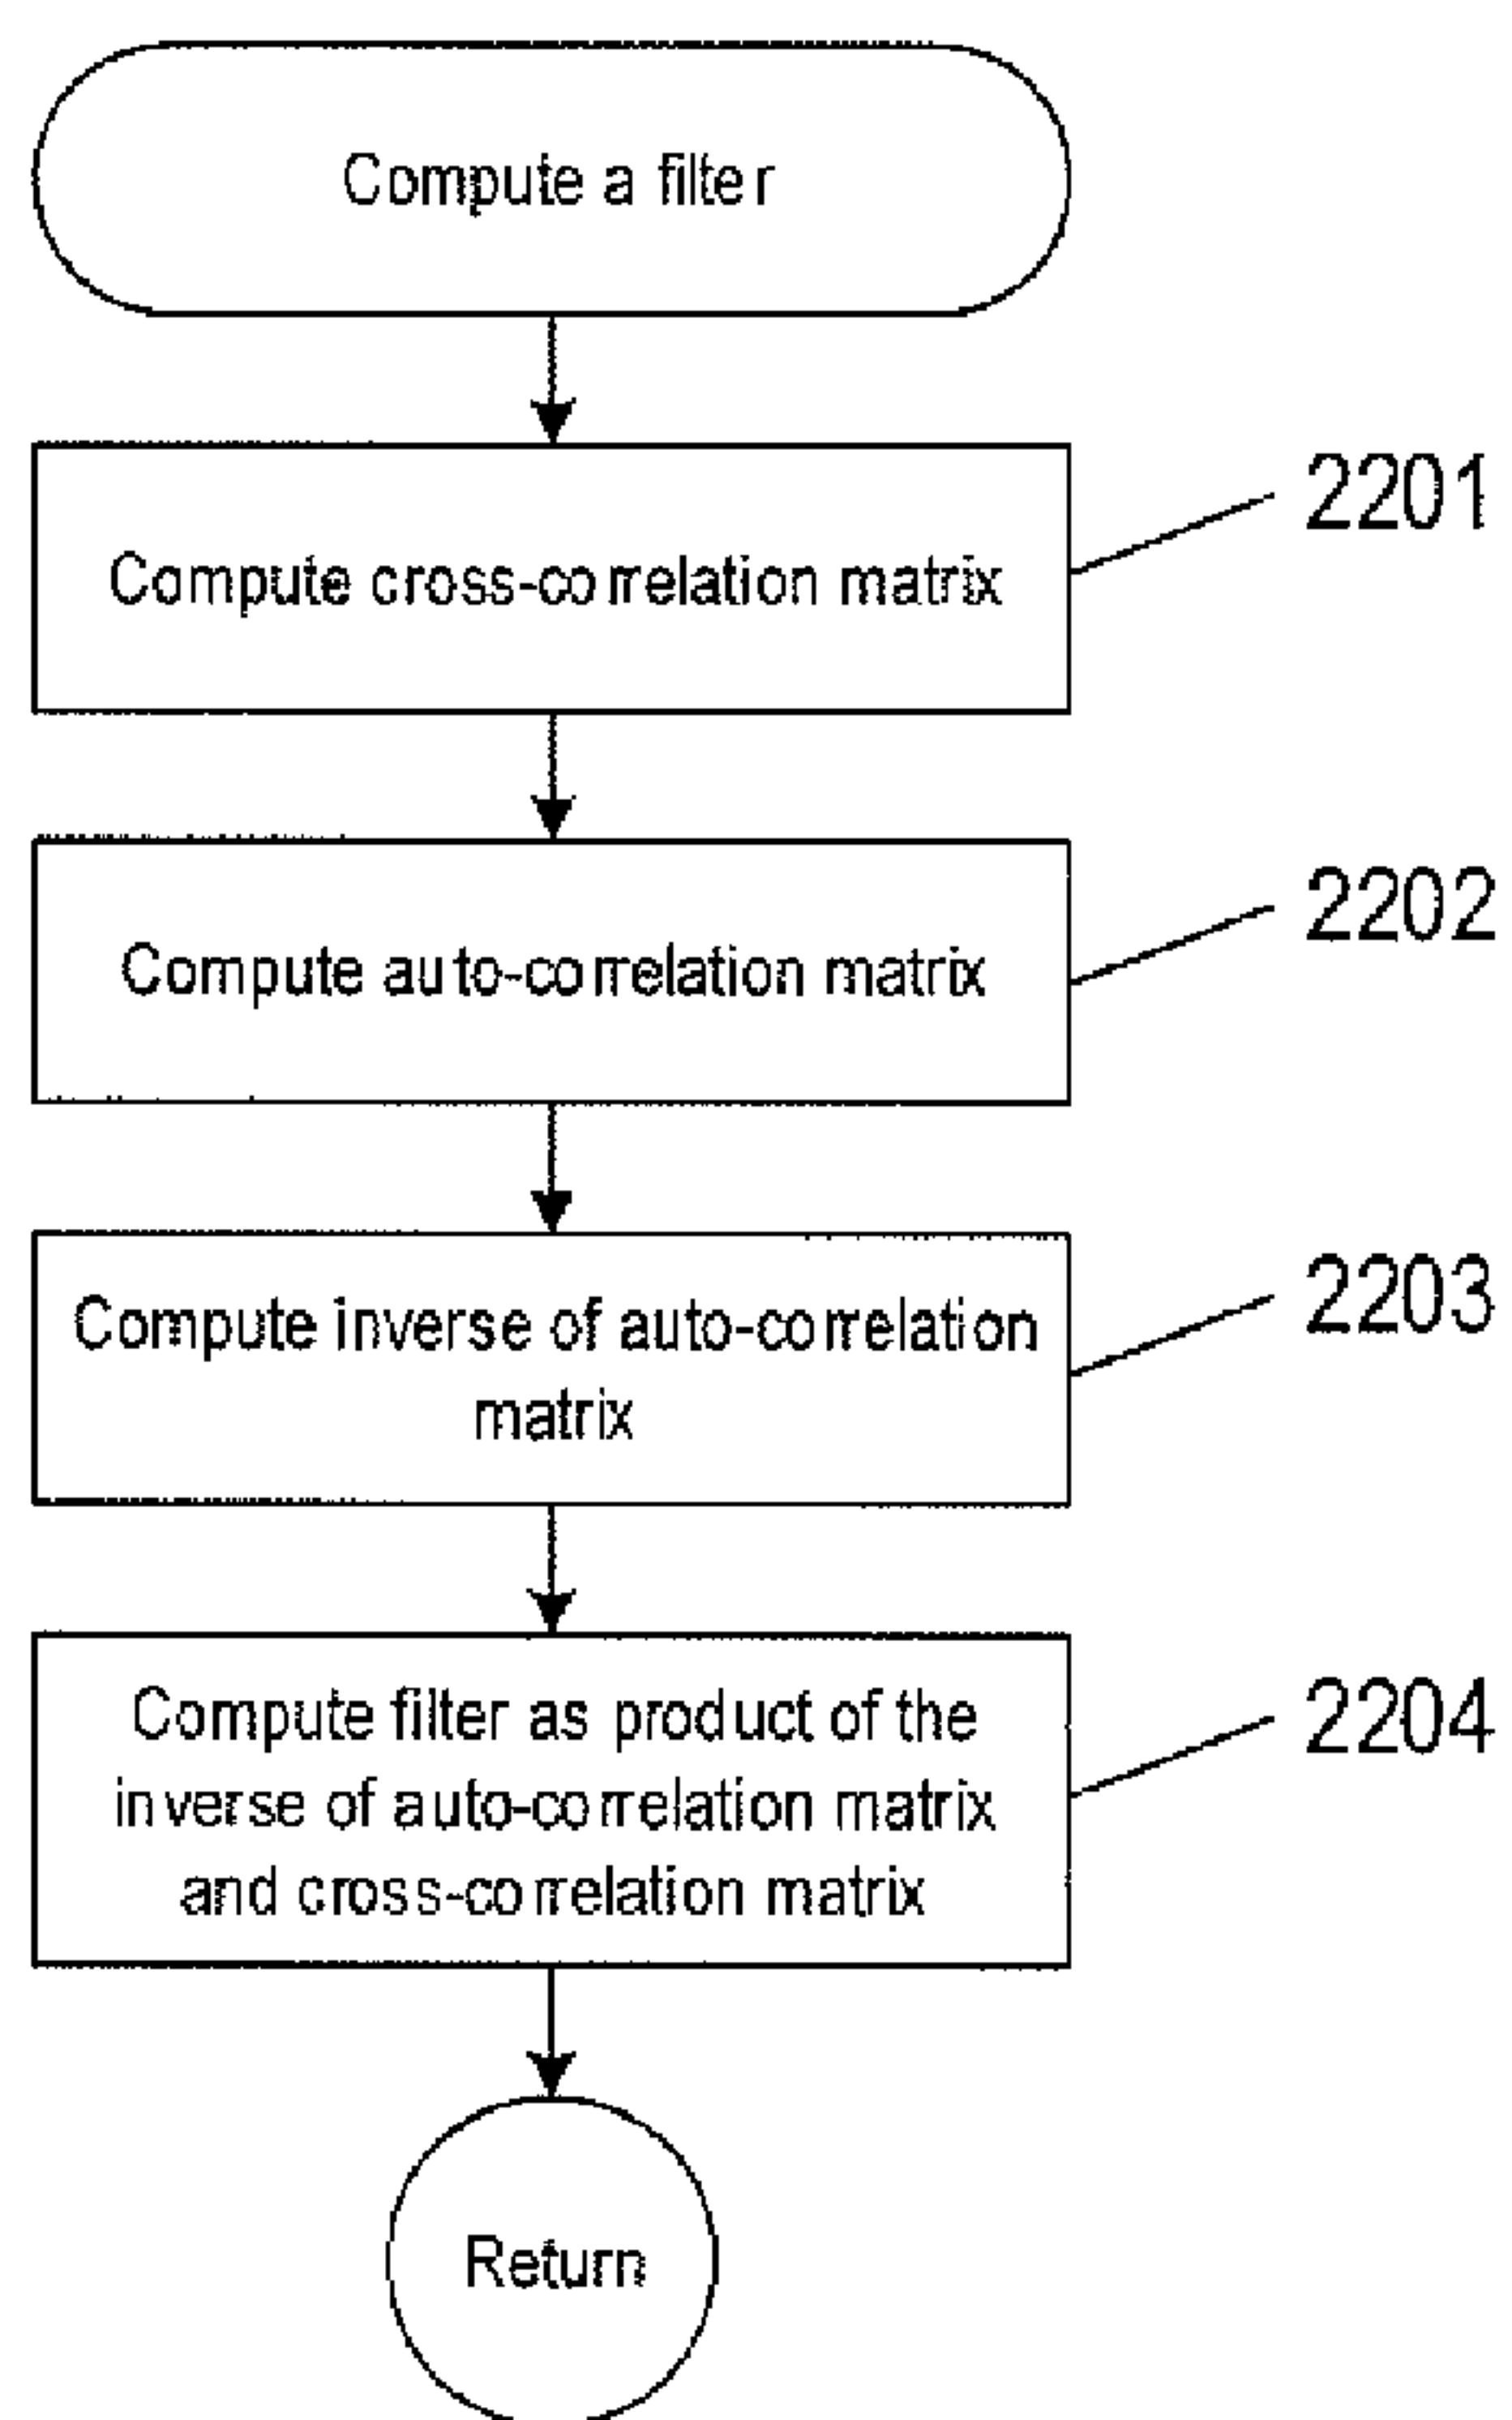 Compute a filter
Compute cross-correlation matrix
2201
Compute auto-correlation matrix
2202
Compute inverse of auto-correlation
matrix
2203
Compute filter as product of the
inverse of auto-correlation matrix
and cross-correlation matrix
2204
Return